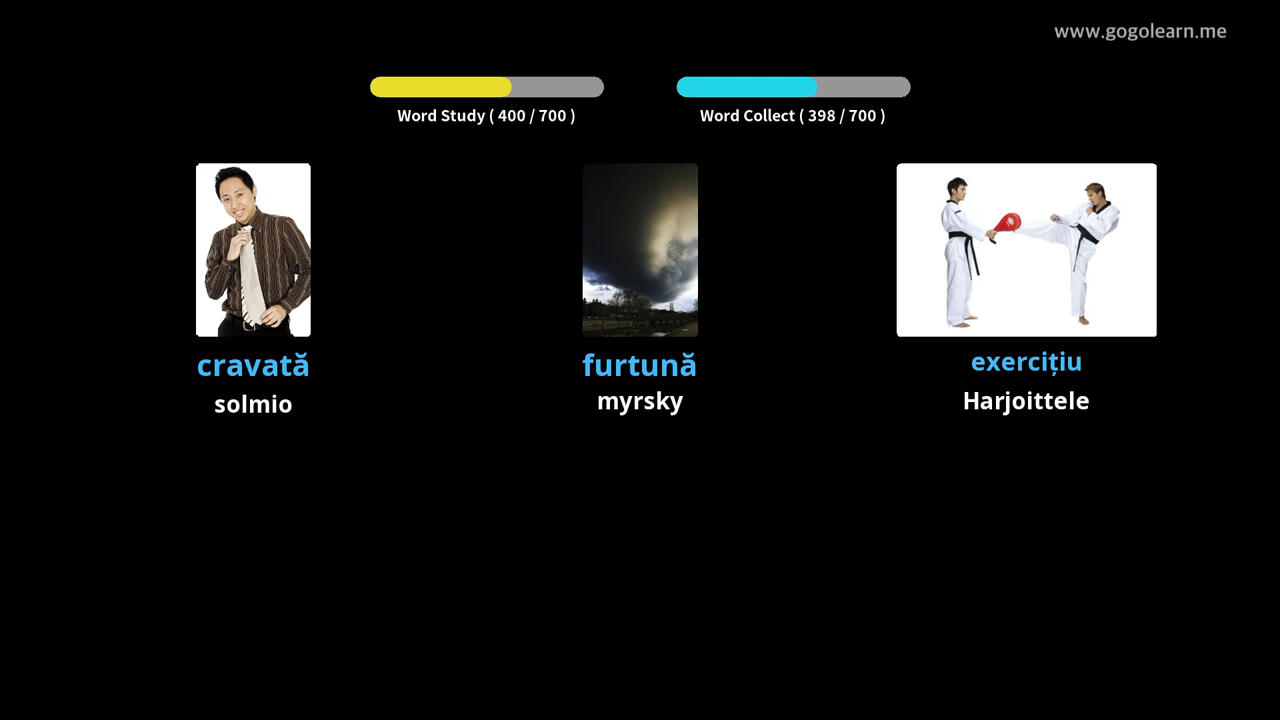 www.gogolearn.me
Word Study ( 400 / 700 )
Word Collect ( 398 / 700 )
cravată
solmio
furtună
myrsky
exercițiu
Harjoittele